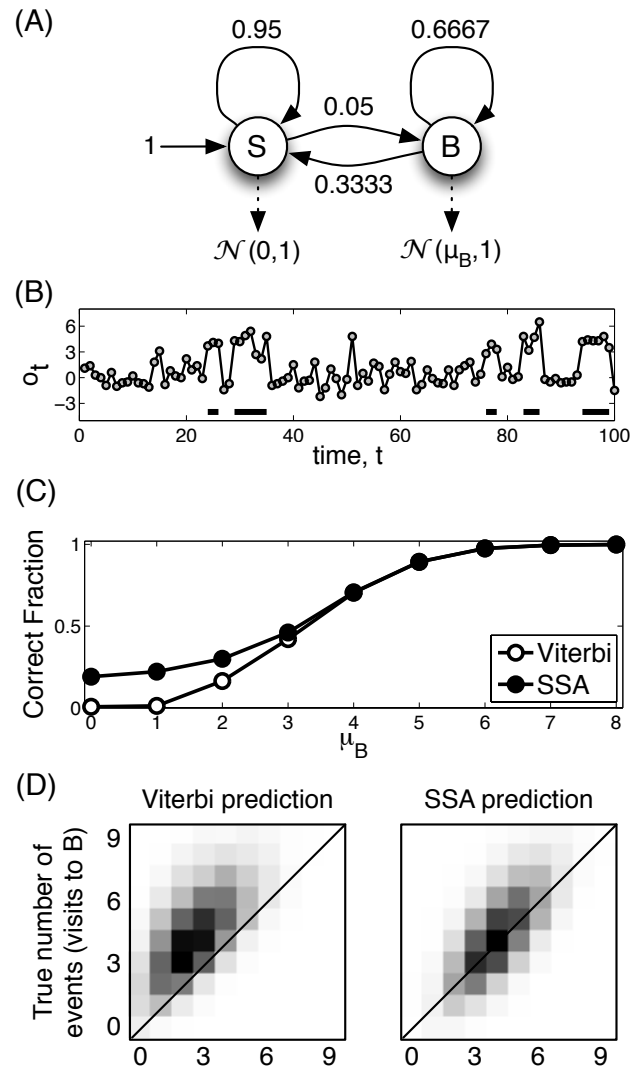 (A)
0.95 0.6667
0.05
1 S B
0.3333
𝒩(0,1) 𝒩(μB,1)
(B)
6
3
0
−3
ot
0 20 40 60 80 100
time, t
(C)
1
0.5
0
Correct Fraction
Viterbi
SSA
0 1 2 3 4 5 6 7 8
μB
(D)
Viterbi prediction SSA prediction
9
6
3
0
True number of
events (visits to B)
0 3 6 9 0 3 6 9